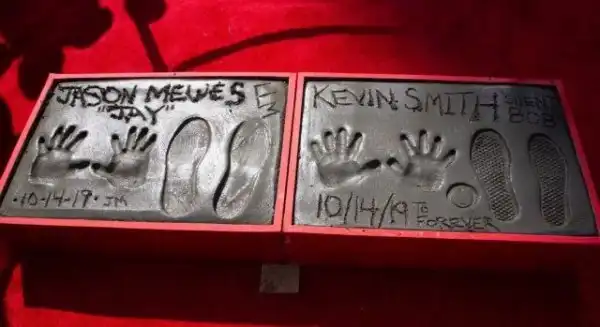 JASON MEWES
"JAY"
·10-14-19· JM
KEVIN SMITH
SILENT
BOB
10/14/19 TO
FOREVER